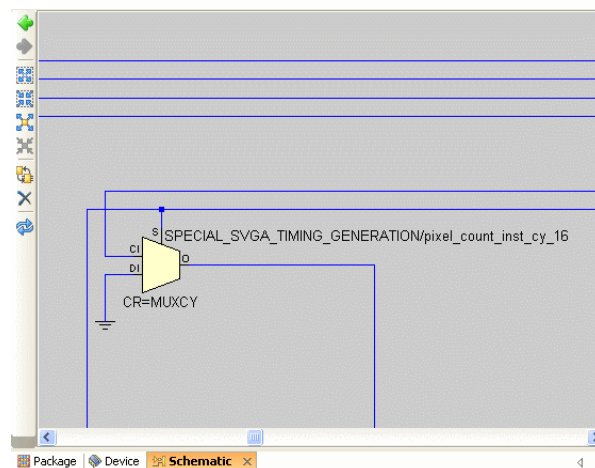 S SPECIAL_SVGA_TIMING_GENERATION/pixel_count_inst_cy_16
CI
O
DI
CR=MUXCY
Package Device Schematic